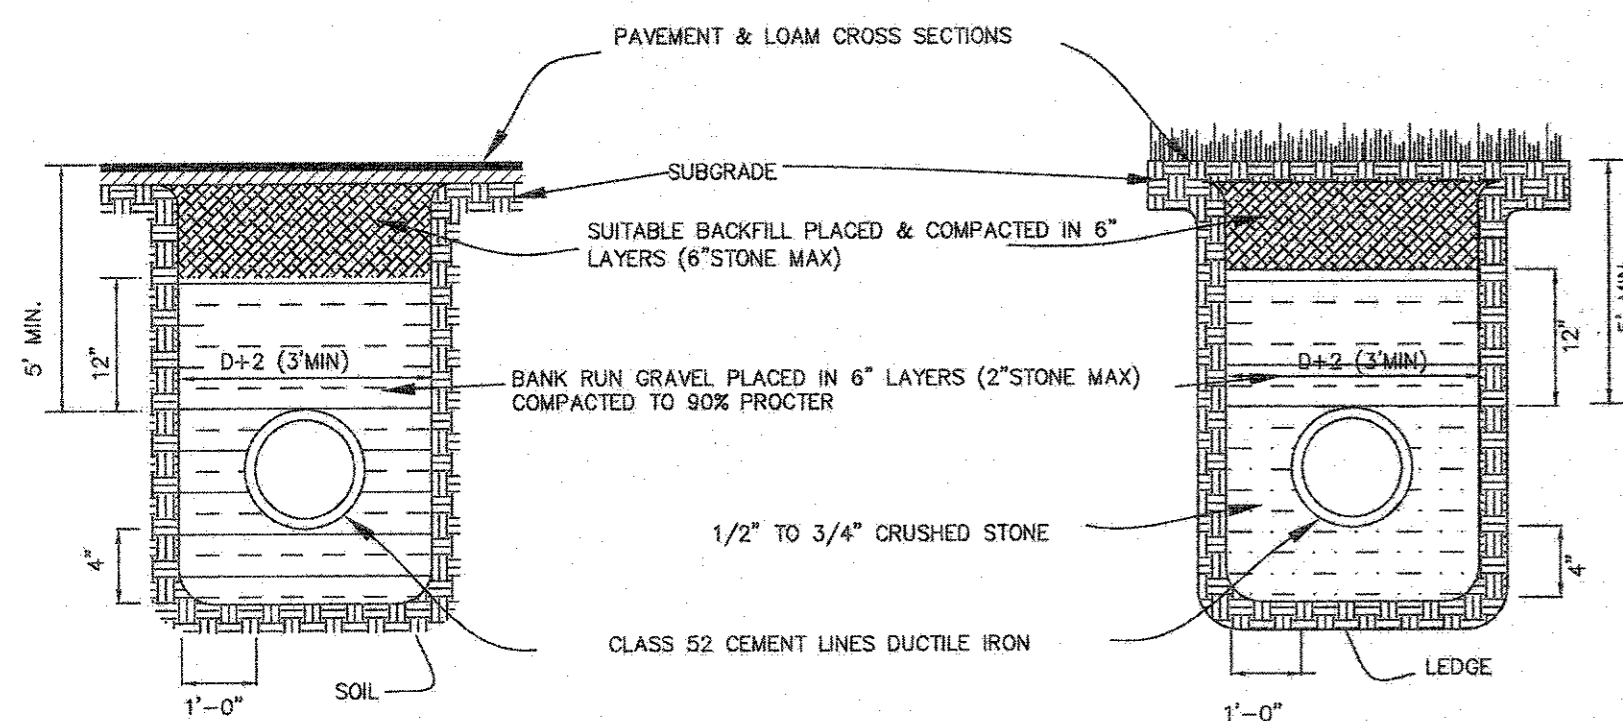 PAVEMENT & LOAM CROSS SECTIONS
SUBGRADE
SUITABLE BACKFILL PLACED & COMPACTED IN 6"
LAYERS (6"STONE MAX)
5' MIN.
12"
D+2 (3'MIN)
BANK RUN GRAVEL PLACED IN 6" LAYERS (2"STONE MAX)
COMPACTED TO 90% PROCTER
D+2 (3'MIN)
12"
5' MIN
1/2" TO 3/4" CRUSHED STONE
4"
4"
CLASS 52 CEMENT LINES DUCTILE IRON
SOIL
LEDGE
1'-0"
1'-0"